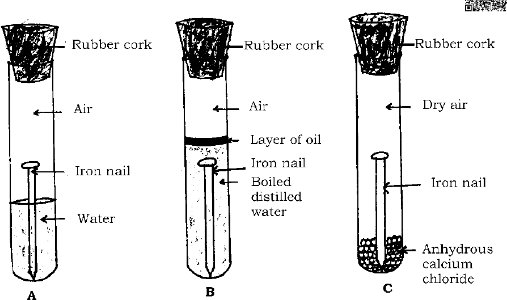 Rubber cork
Air
Iron nail
Water
A
Rubber cork
Air
Layer of oil
Iron nail
Boiled
distilled
water
B
Rubber cork
Dry air
Iron nail
Anhydrous
calcium
chloride
C